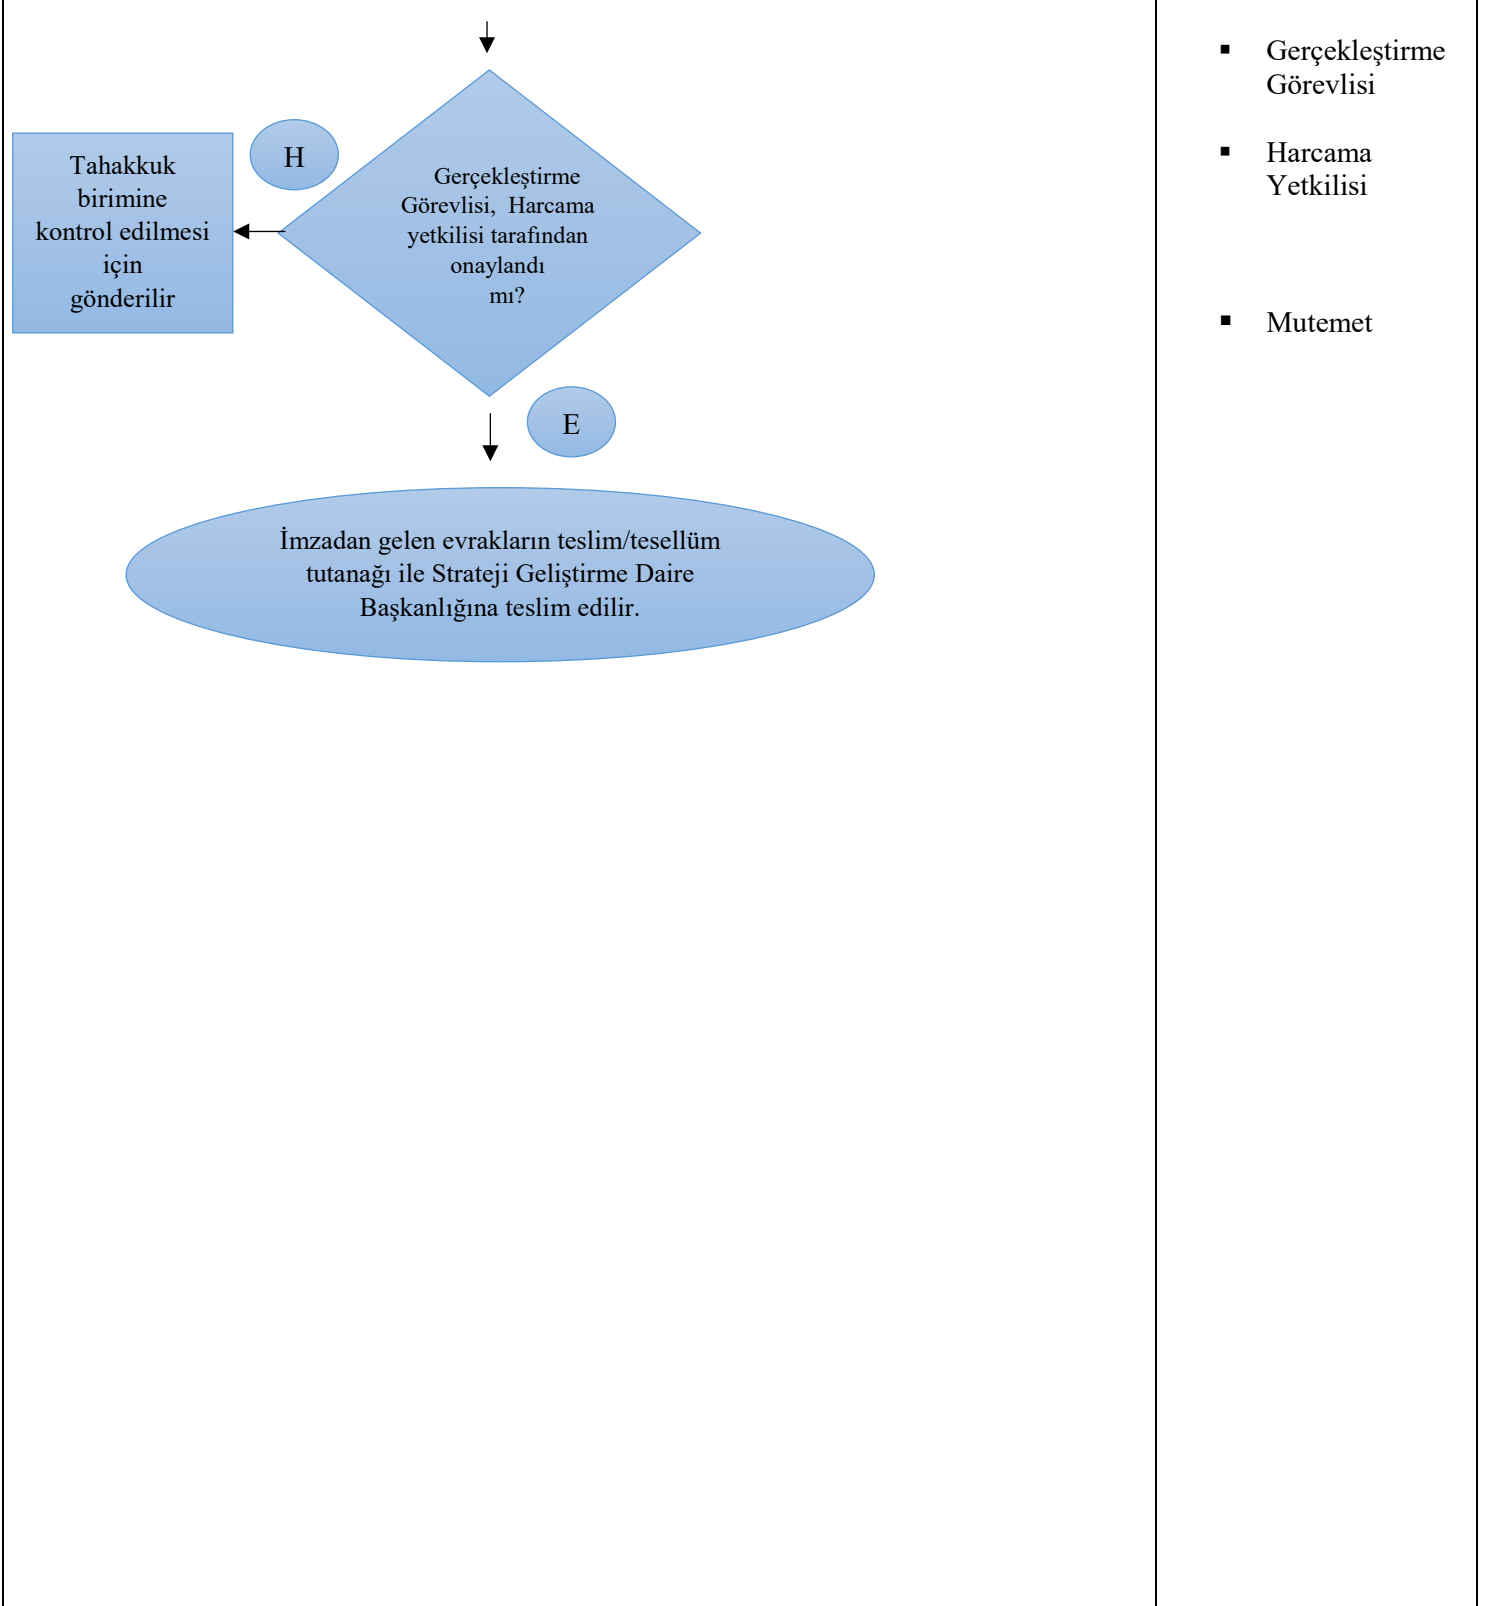 H
Tahakkuk
birimine
kontrol edilmesi
için
gönderilir
Gerçekleştirme
Görevlisi, Harcama
yetkilisi tarafından
onaylandı
mı?
E
İmzadan gelen evrakların teslim/tesellüm
tutanağı ile Strateji Geliştirme Daire
Başkanlığına teslim edilir.
▪ Gerçekleştirme
Görevlisi
▪ Harcama
Yetkilisi
▪ Mutemet